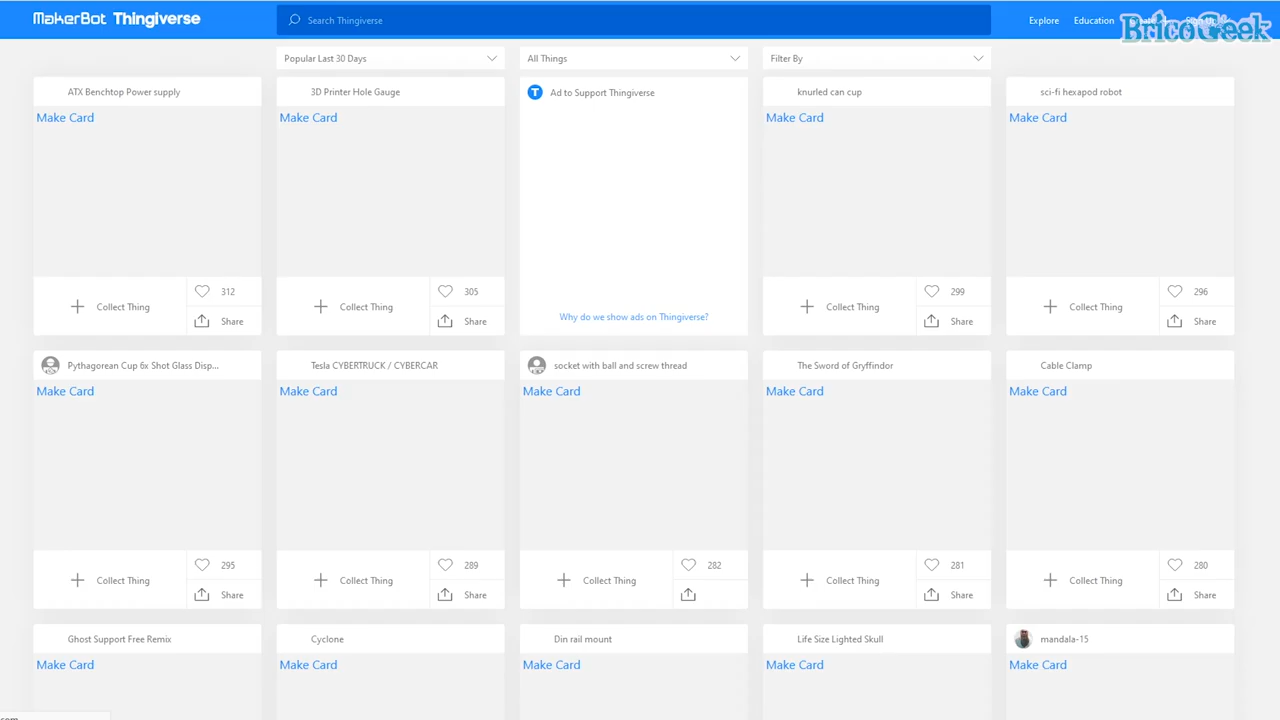 MakerBot Thingiverse
Search Thingiverse
Explore
Education
Create
Sign Up
BricoGeek
Popular Last 30 Days
All Things
Filter By
ATX Benchtop Power supply
3D Printer Hole Gauge
Ad to Support Thingiverse
knurled can cup
sci-fi hexapod robot
Make Card
Make Card
Make Card
Make Card
Why do we show ads on Thingiverse?
Collect Thing
312
Share
Collect Thing
305
Share
Collect Thing
299
Share
Collect Thing
296
Share
Pythagorean Cup 6x Shot Glass Disp...
Tesla CYBERTRUCK / CYBERCAR
socket with ball and screw thread
The Sword of Gryffindor
Cable Clamp
Make Card
Make Card
Make Card
Make Card
Make Card
Collect Thing
295
Share
Collect Thing
289
Share
Collect Thing
282
Collect Thing
281
Share
Collect Thing
280
Share
Ghost Support Free Remix
Cyclone
Din rail mount
Life Size Lighted Skull
mandala-15
Make Card
Make Card
Make Card
Make Card
Make Card